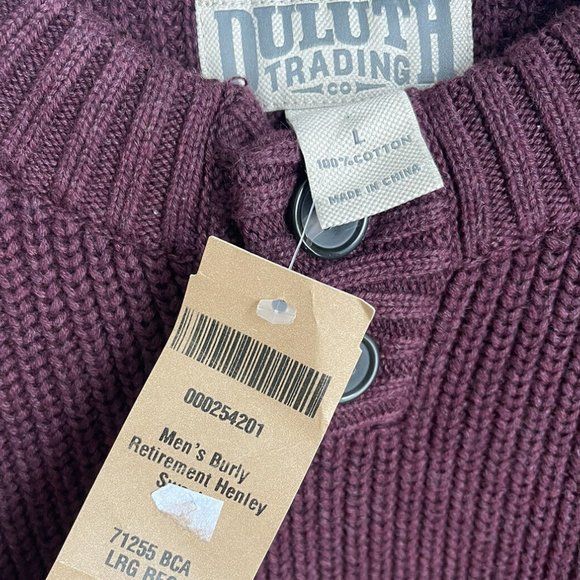 DULUTH
TRADING
CO
L
100% COTTON
MADE IN CHINA
000254201
Men's Burly
Retirement Henley
71255 BCA
LRG